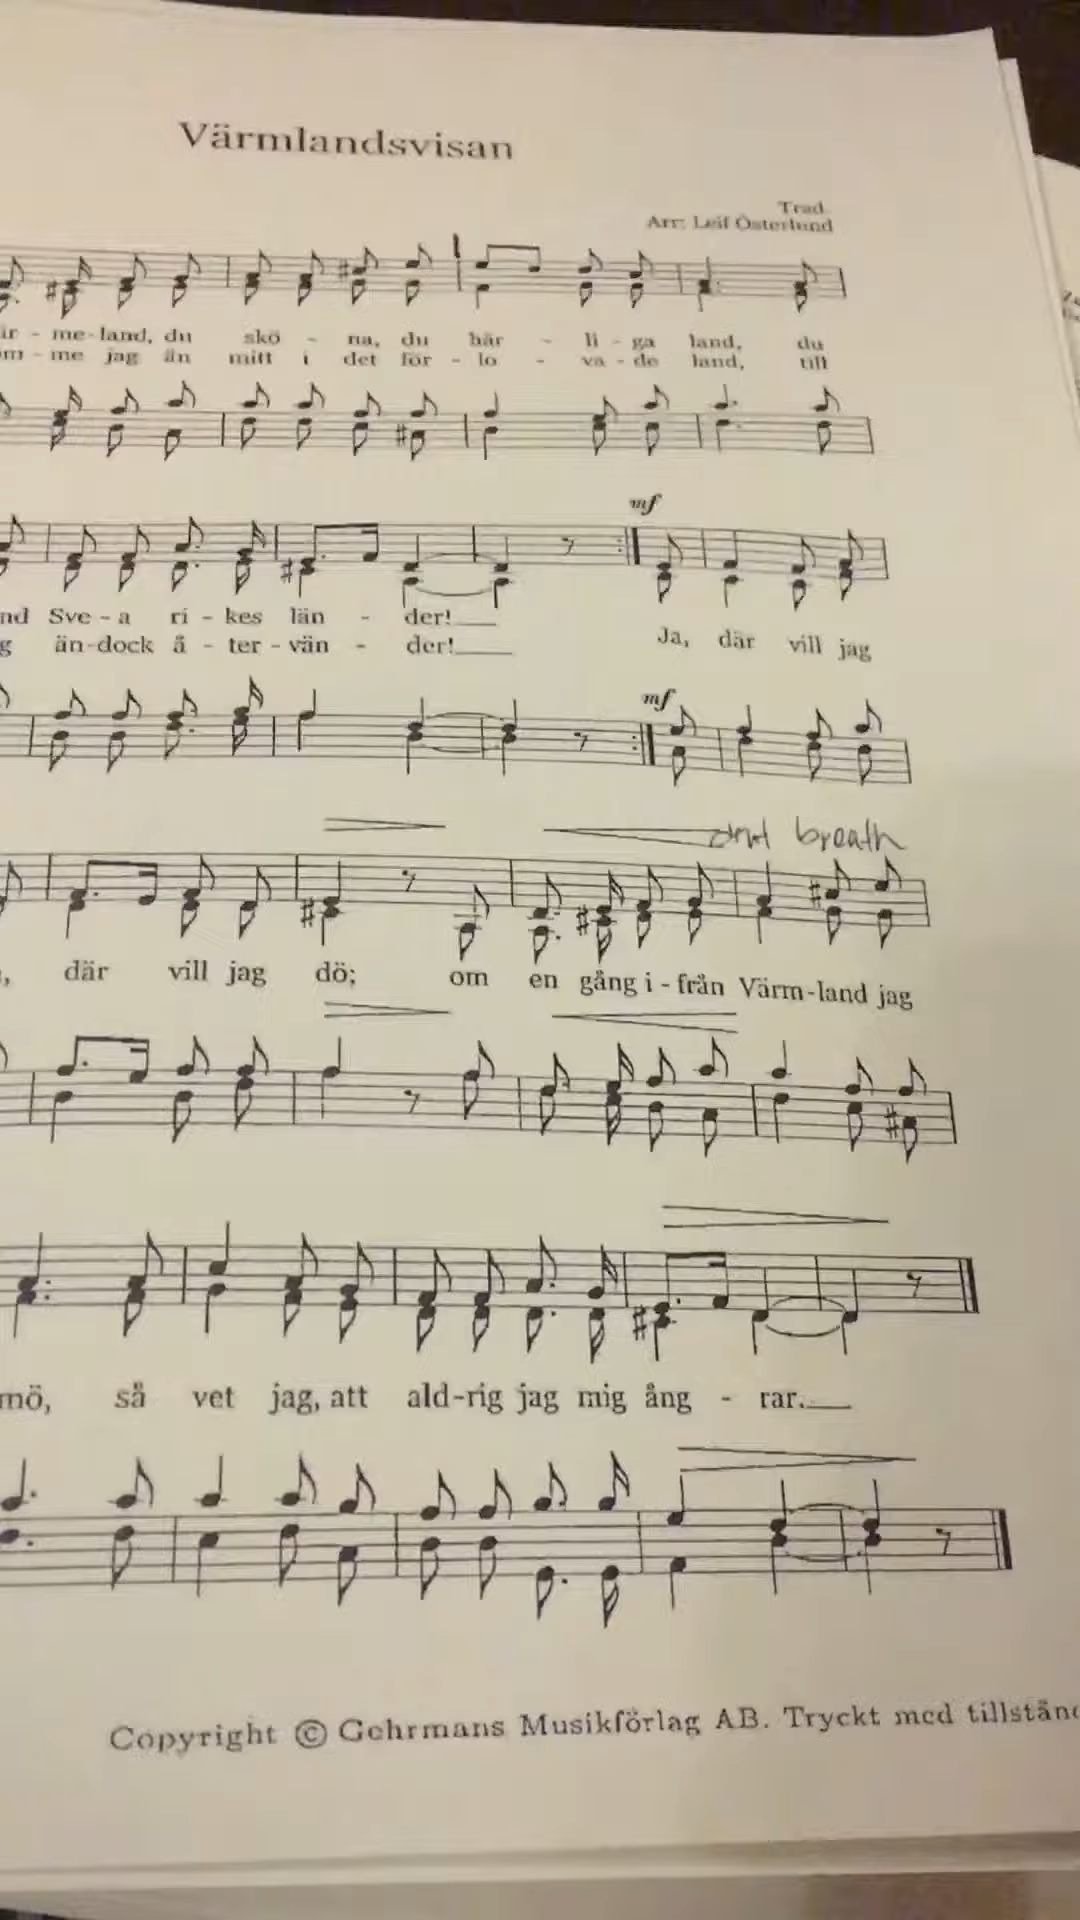 Värmlandsvisan
Trad.
Arr: Leif Österlund
är - me-land, du skö - na, du här - li - ga land, du
om - me jag än mitt i det för - lo - va - de land, till
mf
nd Sve - a ri - kes län - der!
g än-dock å - ter - vän - der!
Ja, där vill jag
mf
dont breath
, där vill jag dö; om en gång i - från Värm-land jag
mö, så vet jag, att ald-rig jag mig ång - rar.
Copyright © Gehrmans Musikförlag AB. Tryckt med tillstånd